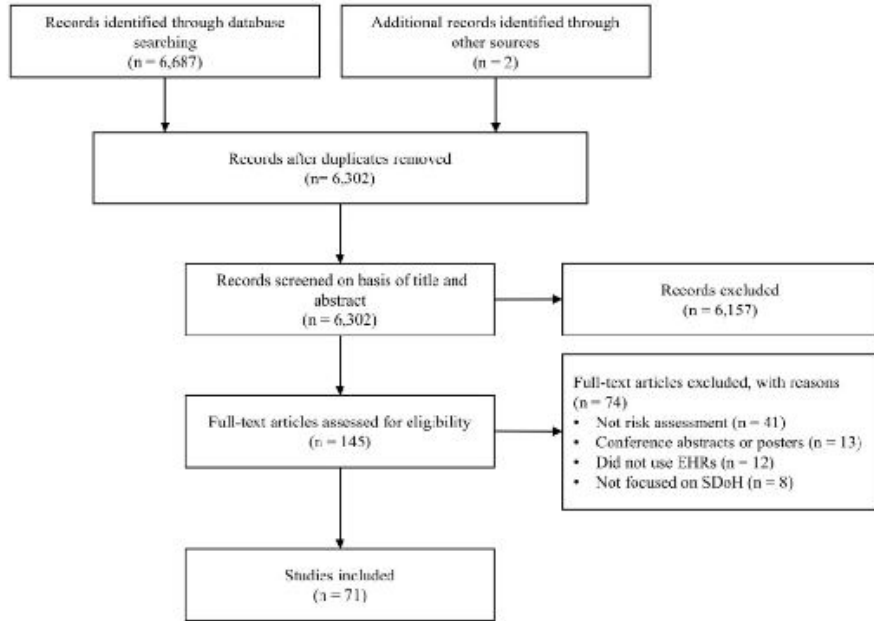 Records identified through database
searching
(n = 6,687)
Additional records identified through
other sources
(n = 2)
Records after duplicates removed
(n= 6,302)
Records screened on basis of title and
abstract
(n = 6,302)
Records excluded
(n = 6,157)
Full-text articles assessed for eligibility
(n = 145)
Full-text articles excluded, with reasons
(n = 74)
• Not risk assessment (n = 41)
• Conference abstracts or posters (n = 13)
• Did not use EHRs (n = 12)
• Not focused on SDoH (n = 8)
Studies included
(n = 71)